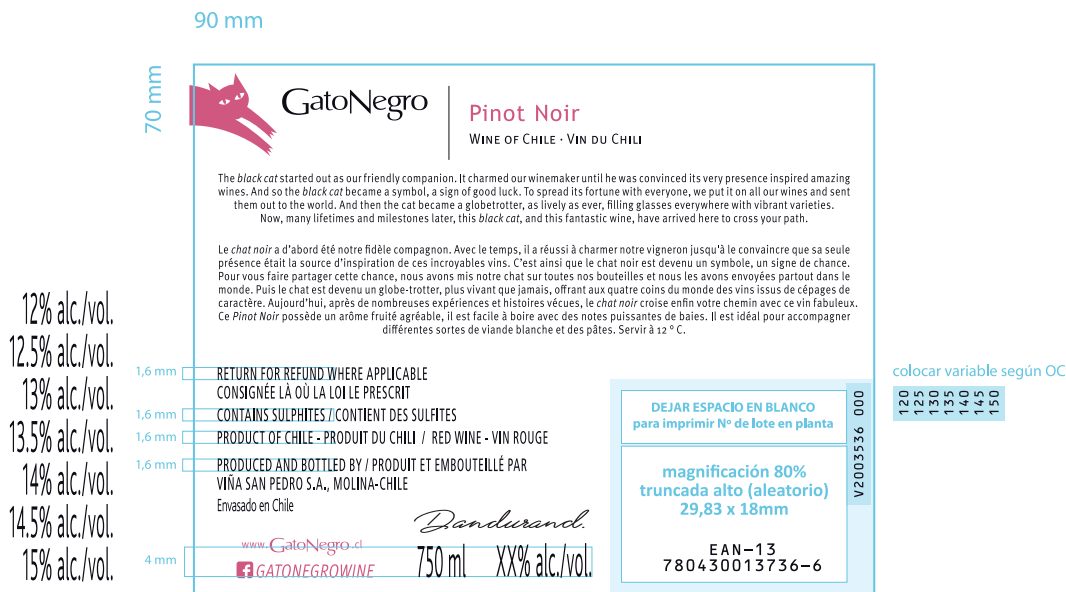 90 mm
70 mm
GatoNegro
Pinot Noir
WINE OF CHILE · VIN DU CHILI
The black cat started out as our friendly companion. It charmed our winemaker until he was convinced its very presence inspired amazing
wines. And so the black cat became a symbol, a sign of good luck. To spread its fortune with everyone, we put it on all our wines and sent
them out to the world. And then the cat became a globetrotter, as lively as ever, filling glasses everywhere with vibrant varieties.
Now, many lifetimes and milestones later, this black cat, and this fantastic wine, have arrived here to cross your path.
Le chat noir a d'abord été notre fidèle compagnon. Avec le temps, il a réussi à charmer notre vigneron jusqu'à le convaincre que sa seule
présence était la source d'inspiration de ces incroyables vins. C'est ainsi que le chat noir est devenu un symbole, un signe de chance.
Pour vous faire partager cette chance, nous avons mis notre chat sur toutes nos bouteilles et nous les avons envoyées partout dans le
monde. Puis le chat est devenu un globe-trotter, plus vivant que jamais, offrant aux quatre coins du monde des vins issus de cépages de
caractère. Aujourd'hui, après de nombreuses expériences et histoires vécues, le chat noir croise enfin votre chemin avec ce vin fabuleux.
Ce Pinot Noir possède un arôme fruité agréable, il est facile à boire avec des notes puissantes de baies. Il est idéal pour accompagner
différentes sortes de viande blanche et des pâtes. Servir à 12 º C.
12% alc./vol.
12.5% alc./vol.
13% alc./vol.
13.5% alc./vol.
14% alc./vol.
14.5% alc./vol.
15% alc./vol.
1,6 mm
RETURN FOR REFUND WHERE APPLICABLE
CONSIGNÉE LÀ OÙ LA LOI LE PRESCRIT
1,6 mm
CONTAINS SULPHITES / CONTIENT DES SULFITES
1,6 mm
PRODUCT OF CHILE - PRODUIT DU CHILI / RED WINE - VIN ROUGE
1,6 mm
PRODUCED AND BOTTLED BY / PRODUIT ET EMBOUTEILLÉ PAR
VIÑA SAN PEDRO S.A., MOLINA-CHILE
Envasado en Chile
Dandurand.
www.GatoNegro.cl
4 mm
750 ml XX% alc./vol.
GATONEGROWINE
DEJAR ESPACIO EN BLANCO
para imprimir Nº de lote en planta
magnificación 80%
truncada alto (aleatorio)
29,83 x 18mm
EAN-13
780430013736-6
V2003536 000
colocar variable según OC
120
125
130
135
140
145
150